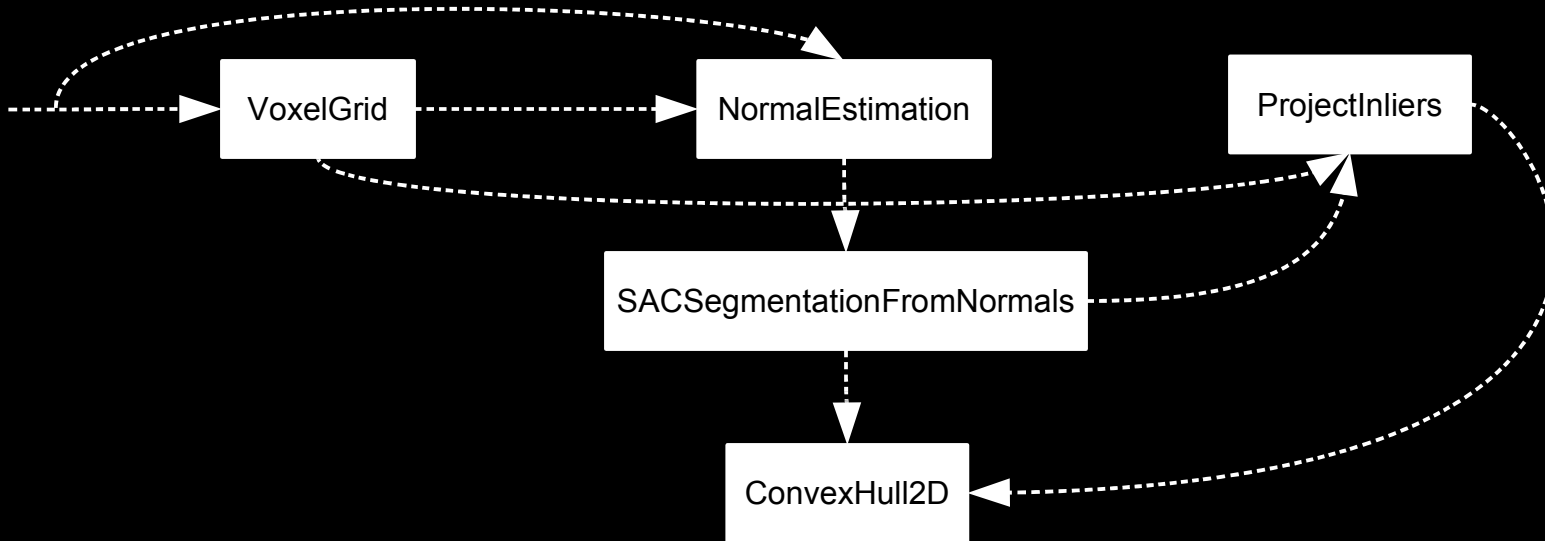 VoxelGrid
NormalEstimation
ProjectInliers
SACSegmentationFromNormals
ConvexHull2D